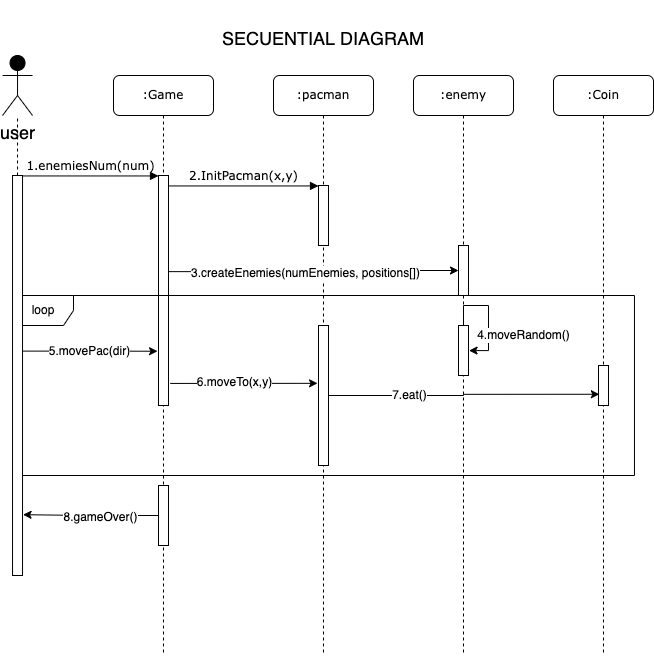 SECUENTIAL DIAGRAM
:Game
:pacman
:enemy
:Coin
user
1.enemiesNum(num)
2.InitPacman(x,y)
3.createEnemies(numEnemies, positions[])
loop
4.moveRandom()
5.movePac(dir)
6.moveTo(x,y)
7.eat()
8.gameOver()